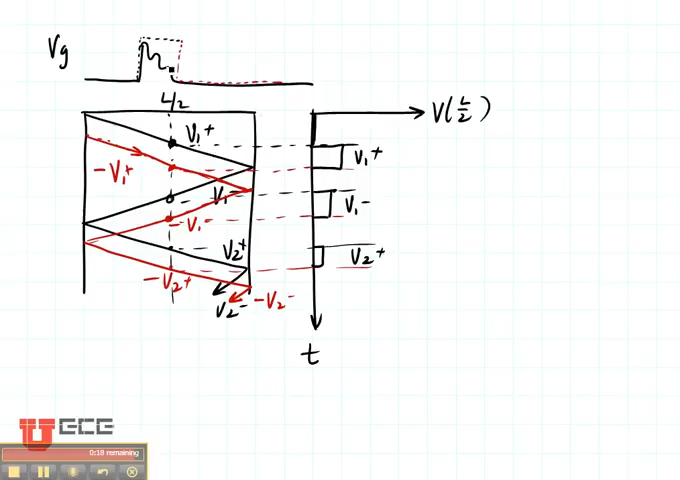 Vg
L/2
V(L/2)
V₁⁺
V₁⁺
-V₁⁺
V₁⁻
V₁⁻
-V₁⁻
V₂⁺
V₂⁺
-V₂⁺
V₂⁻
-V₂⁻
t
U ECE
0:18 remaining